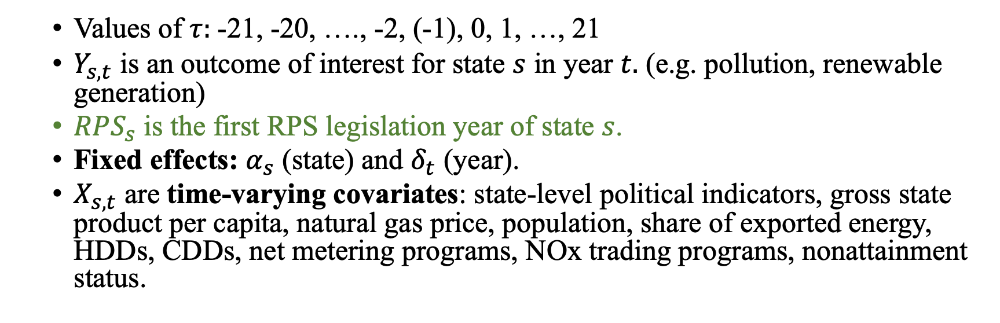 • Values of τ: -21, -20, …., -2, (-1), 0, 1, …, 21
• Y_{s,t} is an outcome of interest for state s in year t. (e.g. pollution, renewable
generation)
• RPS_s is the first RPS legislation year of state s.
• Fixed effects: α_s (state) and δ_t (year).
• X_{s,t} are time-varying covariates: state-level political indicators, gross state
product per capita, natural gas price, population, share of exported energy,
HDDs, CDDs, net metering programs, NOx trading programs, nonattainment
status.